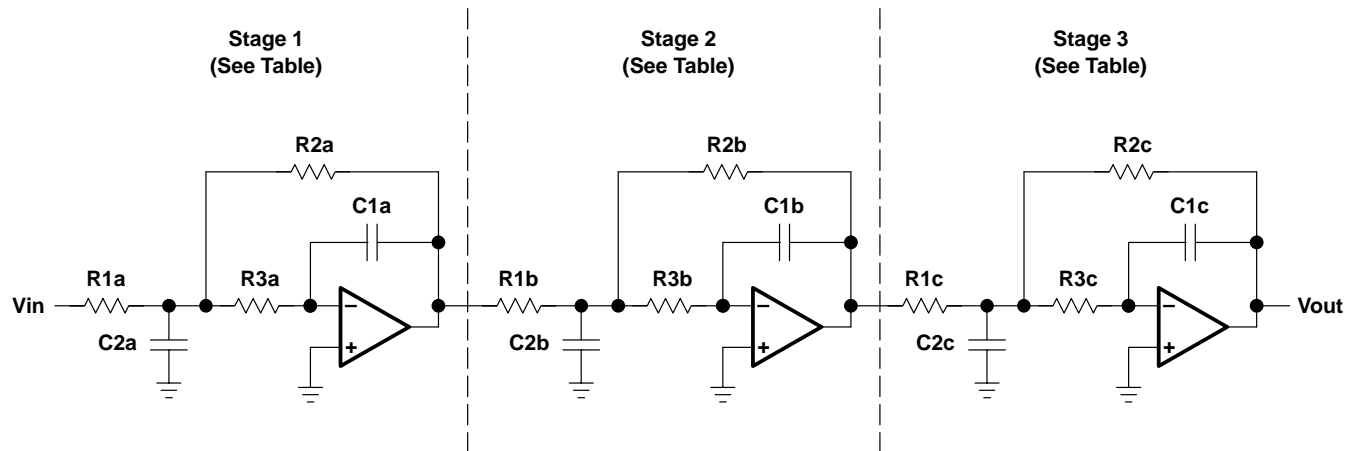 Stage 1
(See Table)
Stage 2
(See Table)
Stage 3
(See Table)
R2a
R2b
R2c
C1a
C1b
C1c
R1a
R3a
R1b
R3b
R1c
R3c
Vin
−
−
−
Vout
C2a
+
C2b
+
C2c
+